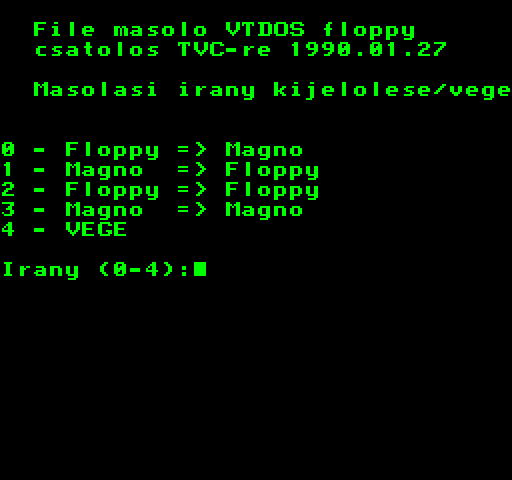 File masolo VTDOS floppy
csatolos TVC-re 1990.01.27
Masolasi irany kijelolese/vege
0 - Floppy => Magno
1 - Magno  => Floppy
2 - Floppy => Floppy
3 - Magno  => Magno
4 - VEGE
Irany (0-4):